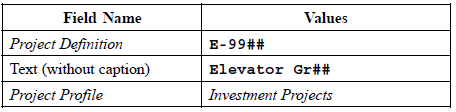 Field Name Values
Project Definition E-99##
Text (without caption) Elevator Gr##
Project Profile Investment Projects